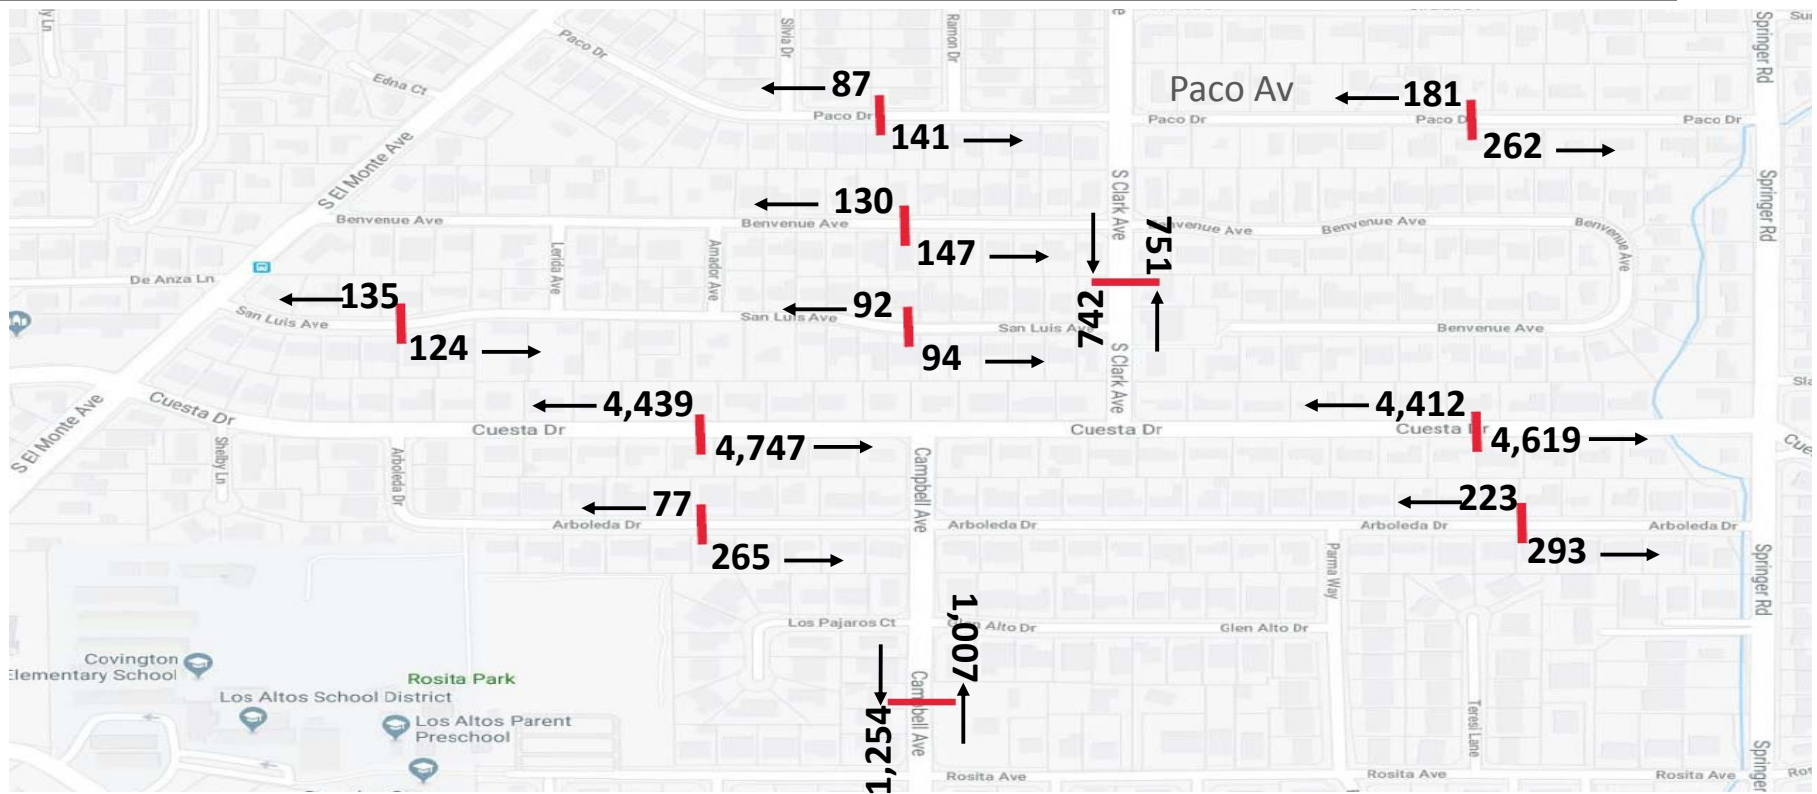 Springer Rd
Paco Dr
Silvia Dr
Ramon Dr
Edna Ct
87
Paco Dr
141
Paco Av
181
Paco Dr
262
Paco Dr
S El Monte Ave
130
Benvenue Ave
Benvenue Ave
147
S Clark Ave
751
Benvenue Ave
Benvenue Ave
Springer Rd
De Anza Ln
Lerida Ave
Amador Ave
135
San Luis Ave
124
92
San Luis Ave
San Luis Ave
94
742
S Clark Ave
Benvenue Ave
S El Monte Ave
Cuesta Dr
4,439
Cuesta Dr
4,747
Cuesta Dr
4,412
Cuesta Dr
4,619
Shelby Ln
Arboleda Dr
Campbell Ave
77
Arboleda Dr
265
Arboleda Dr
223
Arboleda Dr
293
Arboleda Dr
Springer Rd
Parma Way
1,007
Los Pajaros Ct
Glen Alto Dr
Glen Alto Dr
Covington
Elementary School
Rosita Park
Los Altos School District
Los Altos Parent
Preschool
1,254
Campbell Ave
Teresi Lane
Rosita Ave
Rosita Ave
Rosita Ave
Springer